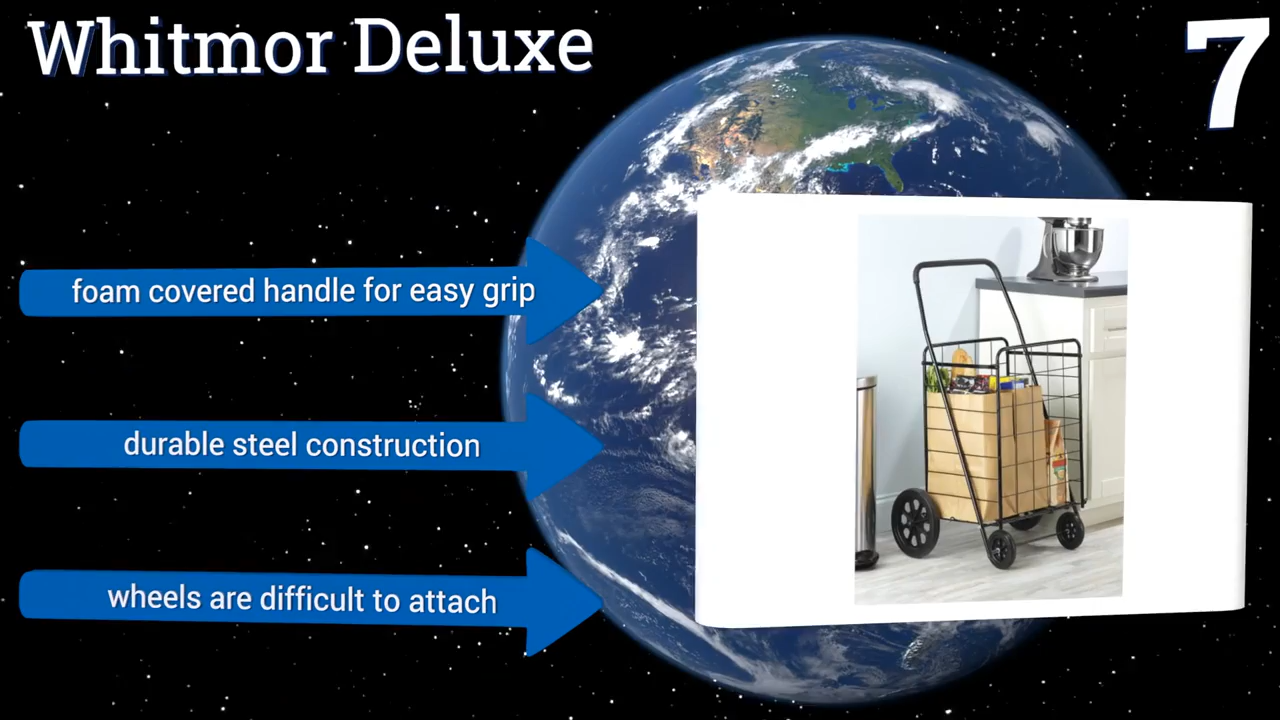 Whitmor Deluxe
7
foam covered handle for easy grip
durable steel construction
wheels are difficult to attach